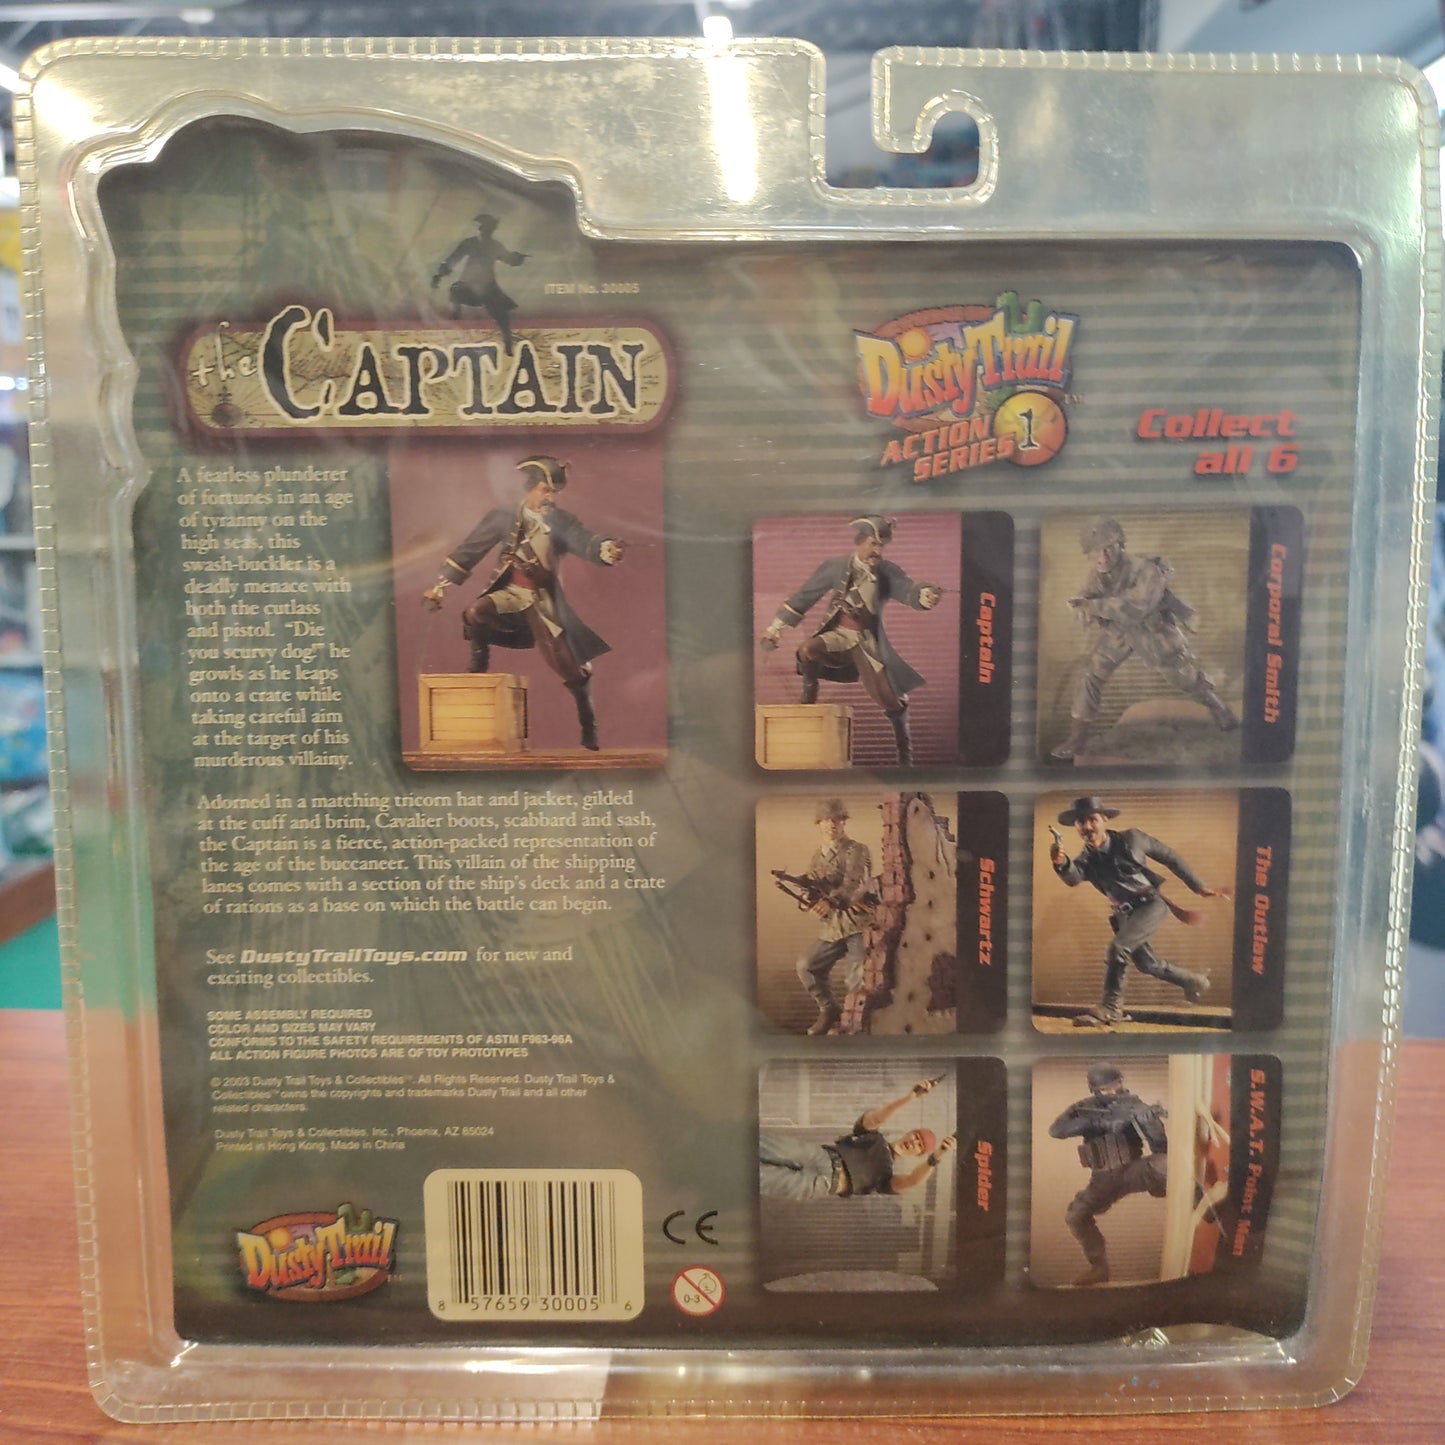 ITEM No. 30005
the CAPTAIN
A fearless plunderer
of fortunes in an age
of tyranny on the
high seas, this
swash-buckler is a
deadly menace with
both the cutlass
and pistol. "Die
you scurvy dog!" he
growls as he leaps
onto a crate while
taking careful aim
at the target of his
murderous villainy.
Adorned in a matching tricorn hat and jacket, gilded
at the cuff and brim, Cavalier boots, scabbard and sash,
the Captain is a fierce, action-packed representation of
the age of the buccaneer. This villain of the shipping
lanes comes with a section of the ship's deck and a crate
of rations as a base on which the battle can begin.
See DustyTrailToys.com for new and
exciting collectibles.
SOME ASSEMBLY REQUIRED
COLOR AND SIZES MAY VARY
CONFORMS TO THE SAFETY REQUIREMENTS OF ASTM F963-96A
ALL ACTION FIGURE PHOTOS ARE OF TOY PROTOTYPES
© 2003 Dusty Trail Toys & Collectibles™. All Rights Reserved. Dusty Trail Toys &
Collectibles™ owns the copyrights and trademarks Dusty Trail and all other
related characters.
Dusty Trail Toys & Collectibles, Inc., Phoenix, AZ 85024
Printed in Hong Kong. Made in China
Dusty Trail™
8 57659 30005 6
CE
0-3
Dusty Trail™
ACTION
SERIES 1
Collect
all 6
Captain
Corporal Smith
Schwartz
The Outlaw
Spider
S.W.A.T. Point Man